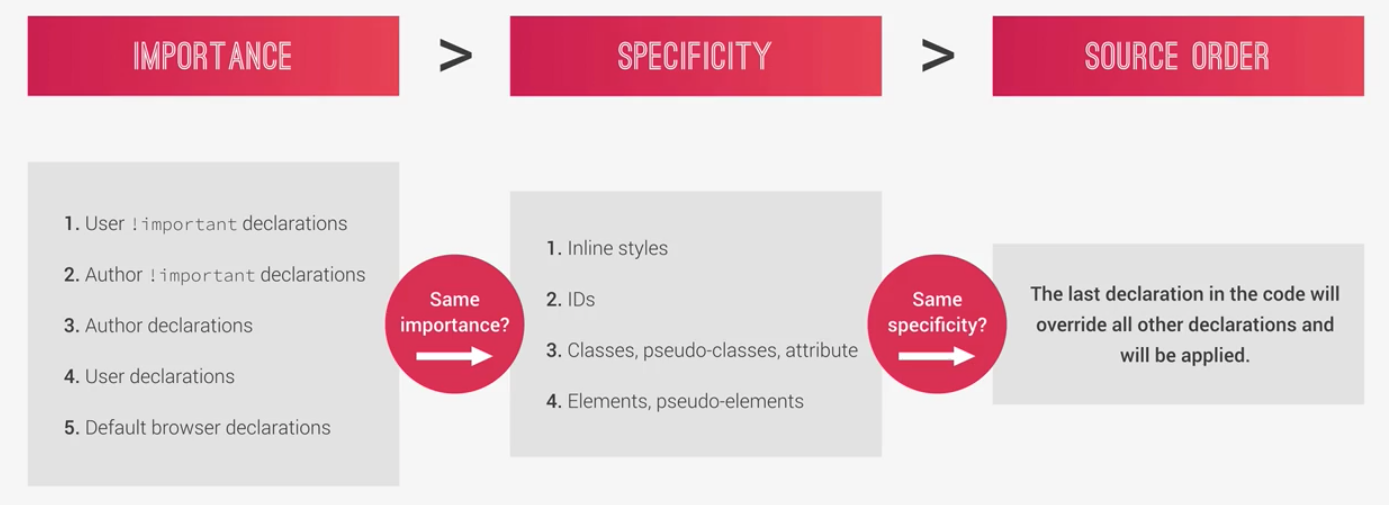 IMPORTANCE
>
SPECIFICITY
>
SOURCE ORDER
1. User !important declarations
2. Author !important declarations
3. Author declarations
4. User declarations
5. Default browser declarations
Same
importance?
1. Inline styles
2. IDs
3. Classes, pseudo-classes, attribute
4. Elements, pseudo-elements
Same
specificity?
The last declaration in the code will
override all other declarations and
will be applied.